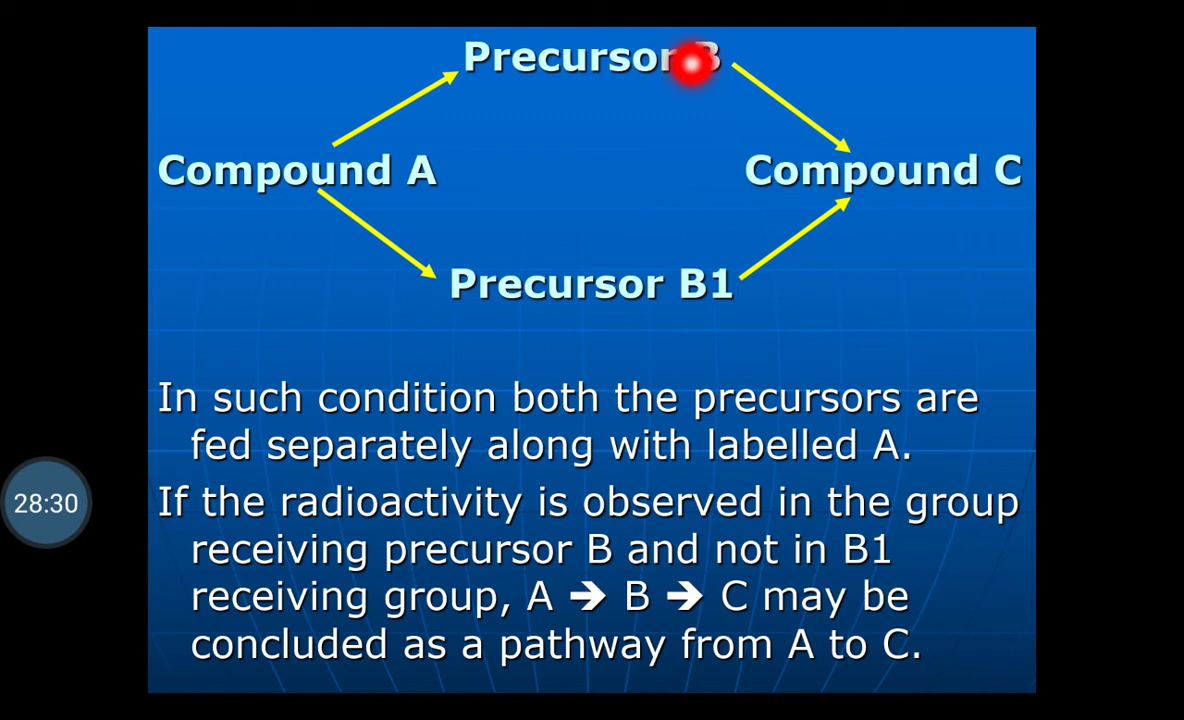 Precursor B
Compound A
Compound C
Precursor B1
In such condition both the precursors are
fed separately along with labelled A.
If the radioactivity is observed in the group
receiving precursor B and not in B1
receiving group, A ➔ B ➔ C may be
concluded as a pathway from A to C.
28:30